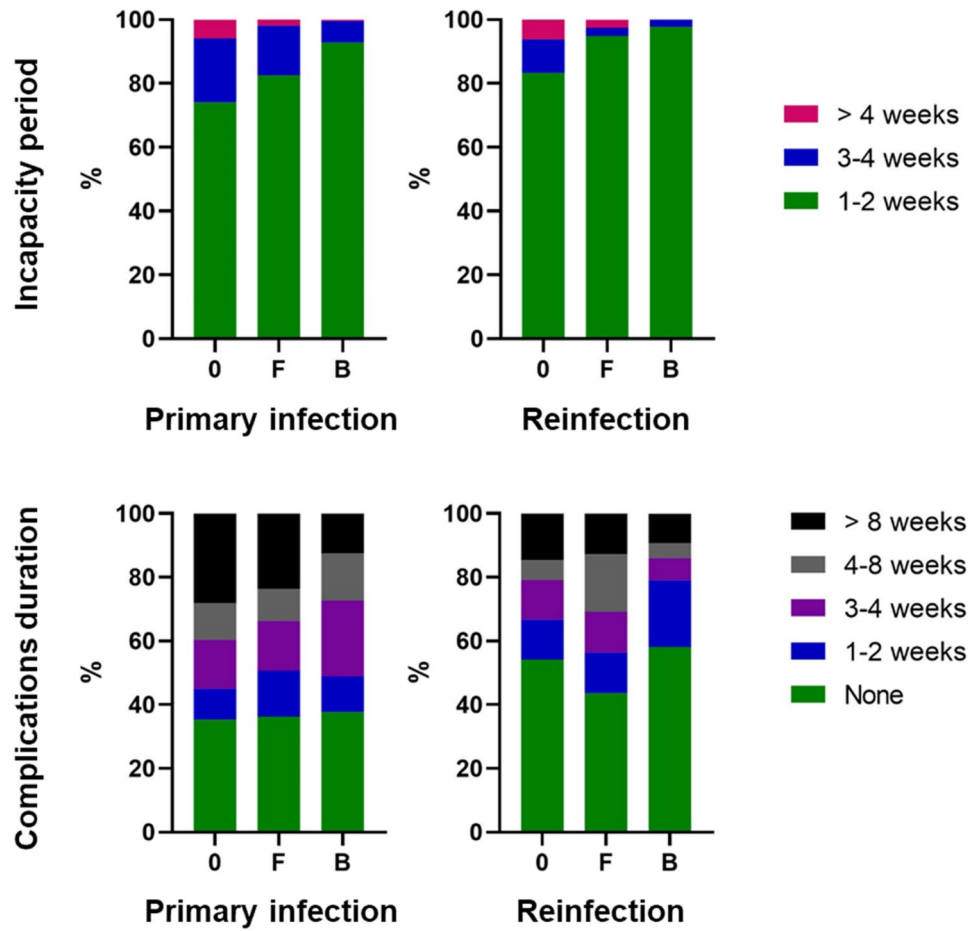 Incapacity period
%
100
80
60
40
20
0
0 F B
Primary infection
%
100
80
60
40
20
0
0 F B
Reinfection
> 4 weeks
3-4 weeks
1-2 weeks
Complications duration
%
100
80
60
40
20
0
0 F B
Primary infection
%
100
80
60
40
20
0
0 F B
Reinfection
> 8 weeks
4-8 weeks
3-4 weeks
1-2 weeks
None